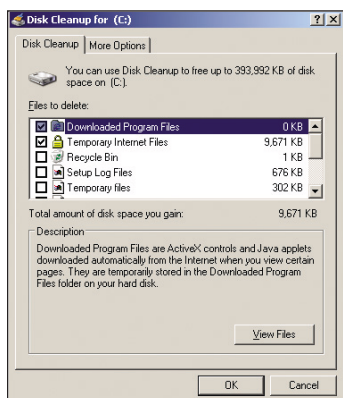 Disk Cleanup for (C:)
Disk Cleanup
More Options
You can use Disk Cleanup to free up to 393,992 KB of disk
space on (C:).
Files to delete:
Downloaded Program Files 0 KB
Temporary Internet Files 9,671 KB
Recycle Bin 1 KB
Setup Log Files 676 KB
Temporary files 302 KB
Total amount of disk space you gain: 9,671 KB
Description
Downloaded Program Files are ActiveX controls and Java applets
downloaded automatically from the Internet when you view certain
pages. They are temporarily stored in the Downloaded Program
Files folder on your hard disk.
View Files
OK
Cancel